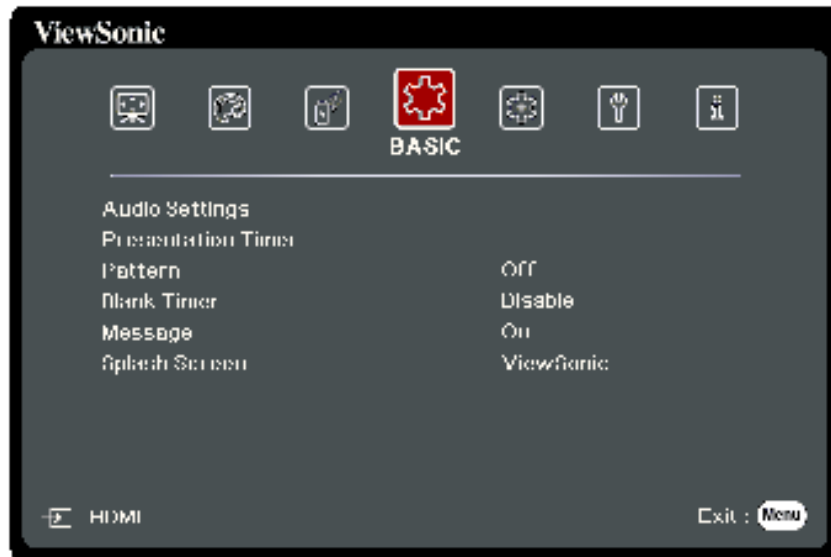 ViewSonic
BASIC
Audio Settings
Presentation Timer
Pattern Off
Blank Timer Disable
Message On
Splash Screen ViewSonic
HDMI Exit : Menu